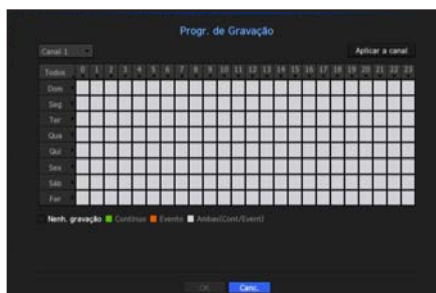 Progr. de Gravação
Canal 1 Aplicar a canal
Todos 0 1 2 3 4 5 6 7 8 9 10 11 12 13 14 15 16 17 18 19 20 21 22 23
Dom
Seg
Ter
Qua
Qui
Sex
Sáb
Fer
Nenh. gravação Contínuo Evento Ambas(Cont/Event)
OK Canc.